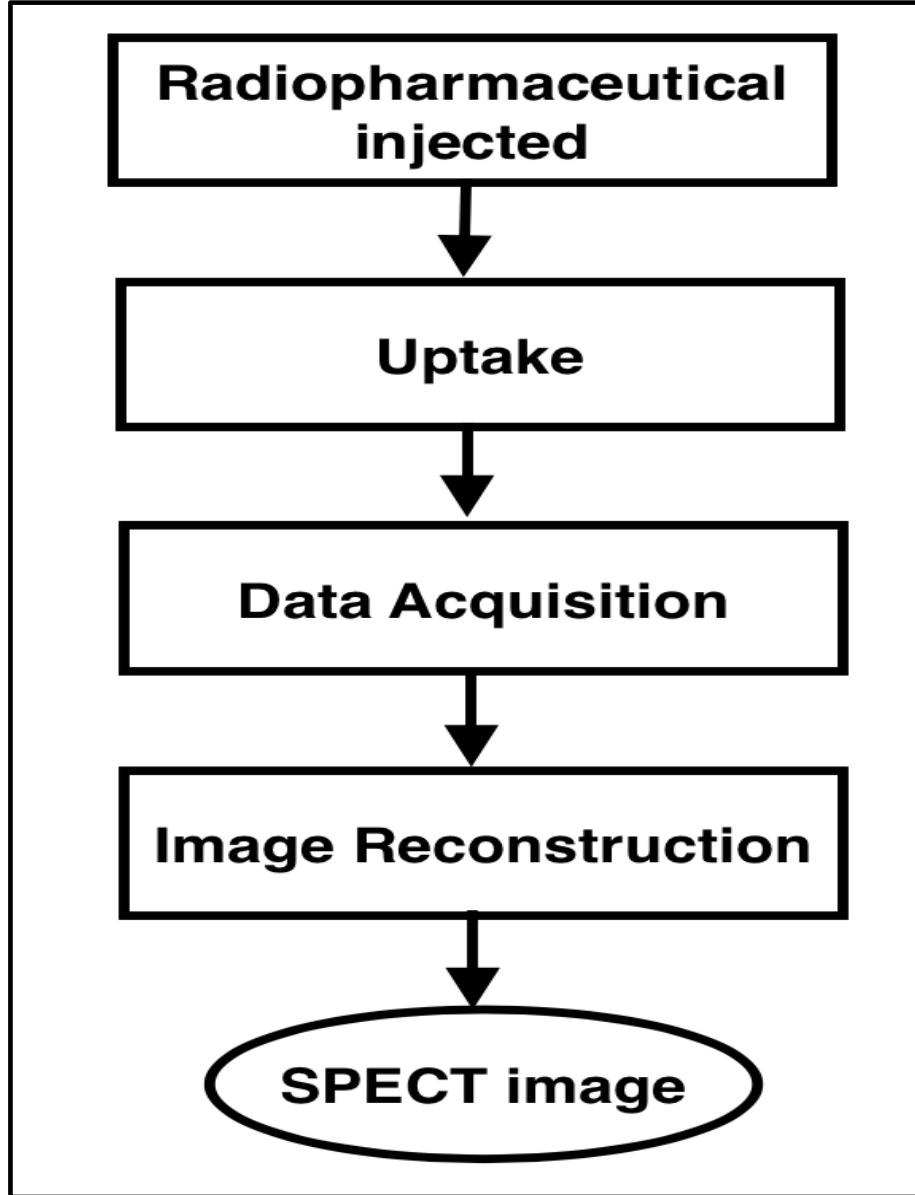 Radiopharmaceutical
injected
Uptake
Data Acquisition
Image Reconstruction
SPECT image